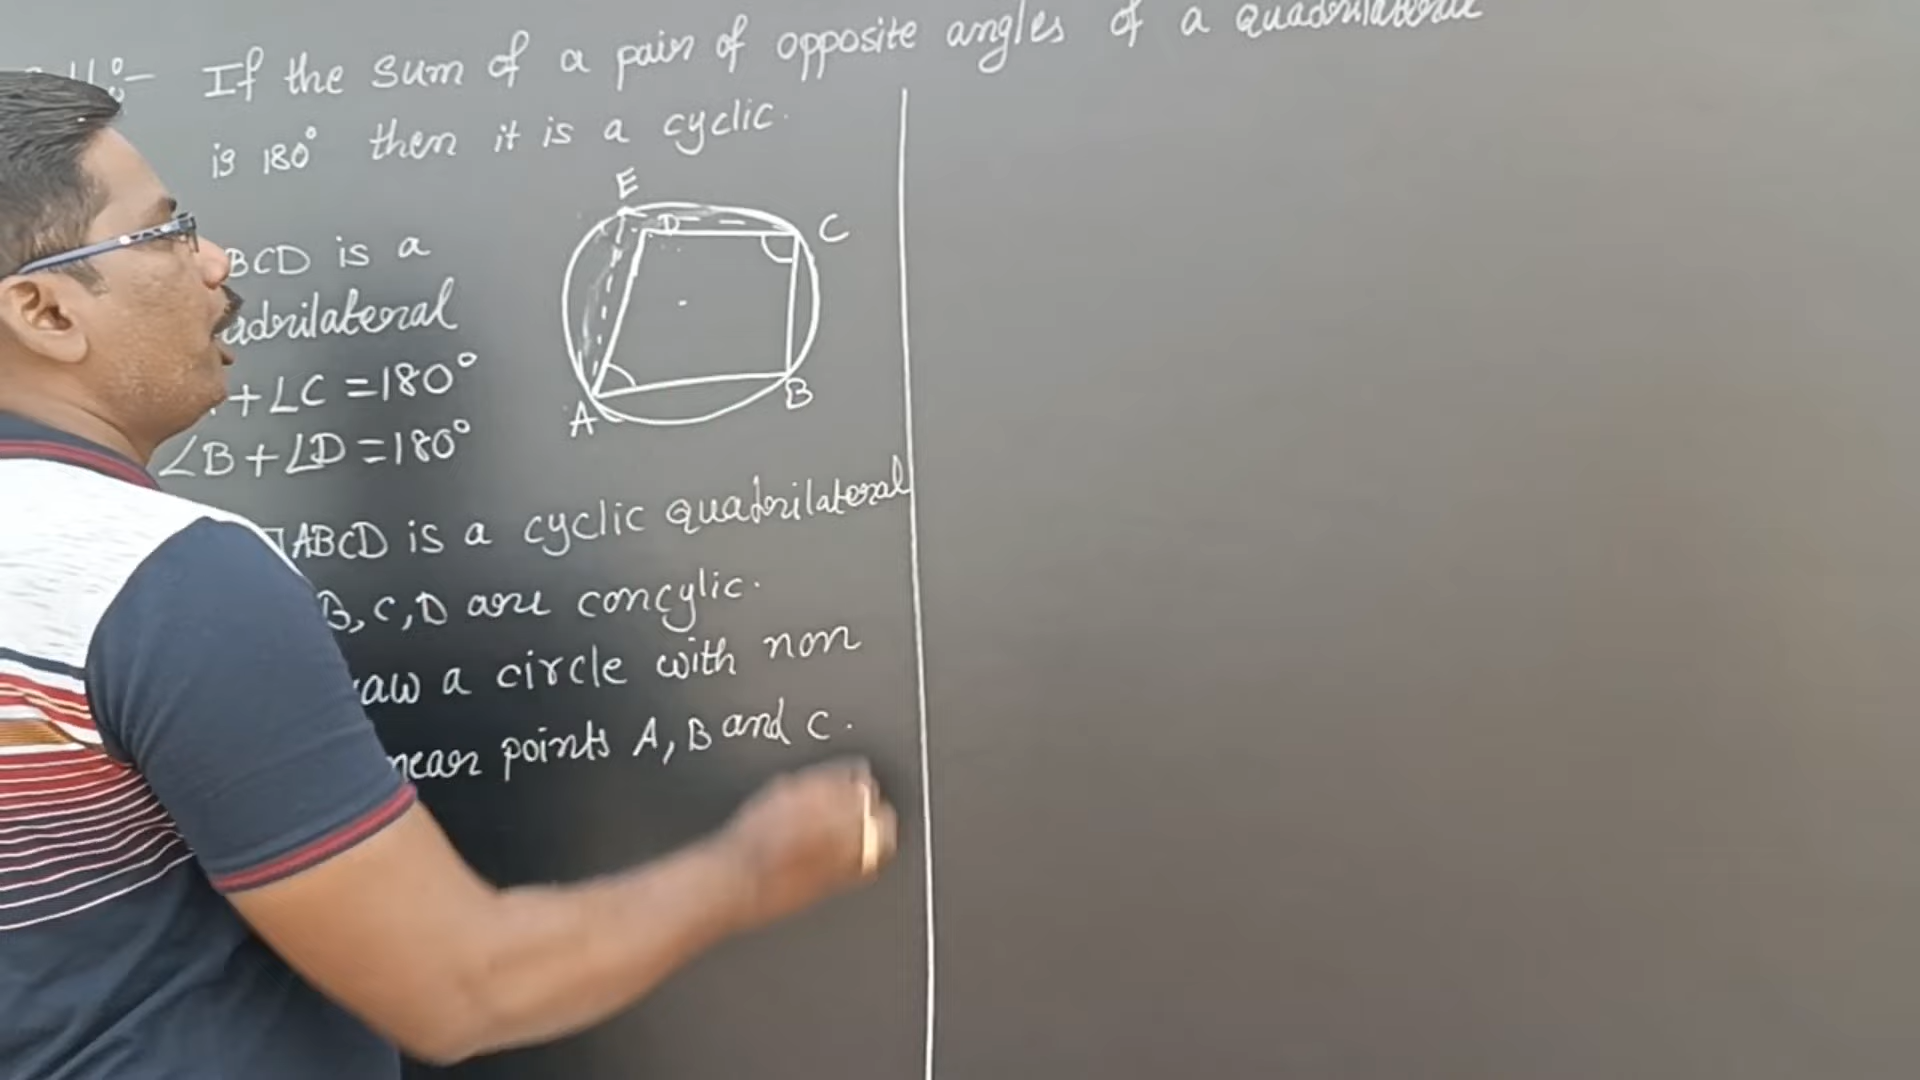 If the sum of a pair of opposite angles of a quadrilateral
is 180° then it is a cyclic.
E
D
C
A
B
BCD is a
adrilateral
+∠C = 180°
∠B+∠D = 180°
ABCD is a cyclic quadrilateral
B, C, D are concylic.
aw a circle with non
near points A, B and C.